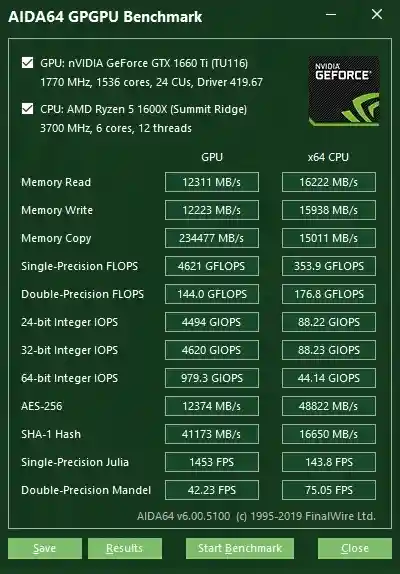 AIDA64 GPGPU Benchmark
GPU: nVIDIA GeForce GTX 1660 Ti (TU116)
1770 MHz, 1536 cores, 24 CUs, Driver 419.67
CPU: AMD Ryzen 5 1600X (Summit Ridge)
3700 MHz, 6 cores, 12 threads
NVIDIA
GEFORCE
GPU x64 CPU
Memory Read 12311 MB/s 16222 MB/s
Memory Write 12223 MB/s 15938 MB/s
Memory Copy 234477 MB/s 15011 MB/s
Single-Precision FLOPS 4621 GFLOPS 353.9 GFLOPS
Double-Precision FLOPS 144.0 GFLOPS 176.8 GFLOPS
24-bit Integer IOPS 4494 GIOPS 88.22 GIOPS
32-bit Integer IOPS 4620 GIOPS 88.23 GIOPS
64-bit Integer IOPS 979.3 GIOPS 44.14 GIOPS
AES-256 12374 MB/s 48822 MB/s
SHA-1 Hash 41173 MB/s 16650 MB/s
Single-Precision Julia 1453 FPS 143.8 FPS
Double-Precision Mandel 42.23 FPS 75.05 FPS
AIDA64 v6.00.5100 (c) 1995-2019 FinalWire Ltd.
Save Results Start Benchmark Close